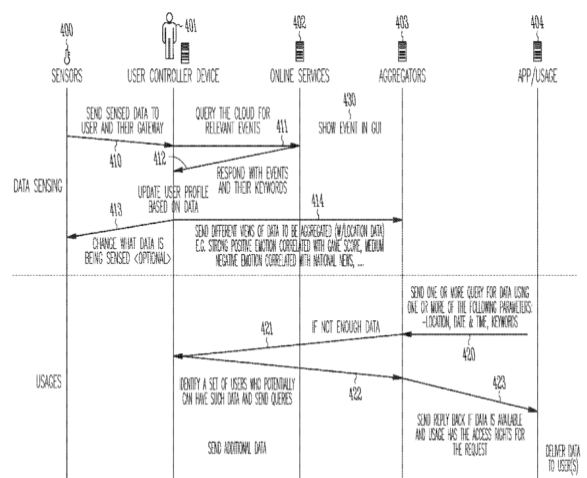 400
401
402
403
404
SENSORS
USER CONTROLLER DEVICE
ONLINE SERVICES
AGGREGATORS
APP/USAGE
SEND SENSED DATA TO
USER AND THEIR GATEWAY
410
QUERY THE CLOUD FOR
RELEVANT EVENTS
411
430
SHOW EVENT IN GUI
412
RESPOND WITH EVENTS
AND THEIR KEYWORDS
DATA SENSING
UPDATE USER PROFILE
BASED ON DATA
413
414
CHANGE WHAT DATA IS
BEING SENSED <OPTIONAL>
SEND DIFFERENT VIEWS OF DATA TO BE AGGREGATED (W/LOCATION DATA)
E.G. STRONG POSITIVE EMOTION CORRELATED WITH GAME SCORE, MEDIUM
NEGATIVE EMOTION CORRELATED WITH NATIONAL NEWS, ...
SEND ONE OR MORE QUERY FOR DATA USING
ONE OR MORE OF THE FOLLOWING PARAMETERS:
-LOCATION, DATE & TIME, KEYWORDS
420
421
IF NOT ENOUGH DATA
USAGES
IDENTIFY A SET OF USERS WHO POTENTIALLY
CAN HAVE SUCH DATA AND SEND QUERIES
422
423
SEND REPLY BACK IF DATA IS AVAILABLE
AND USAGE HAS THE ACCESS RIGHTS FOR
THE REQUEST
SEND ADDITIONAL DATA
DELIVER DATA
TO USER(S)